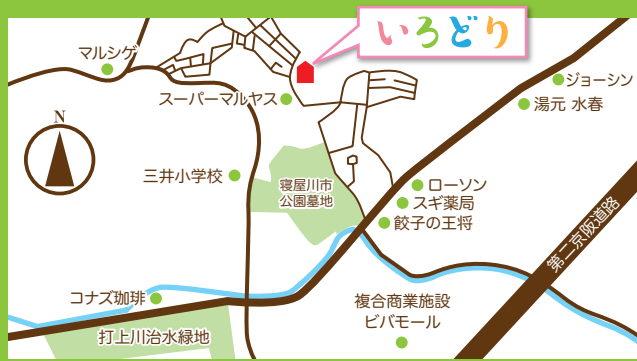 いろどり
マルシゲ
ジョーシン
スーパーマルヤス
湯元 水春
N
三井小学校
寝屋川市
公園墓地
ローソン
スギ薬局
餃子の王将
第二京阪道路
コナズ珈琲
複合商業施設
ビバモール
打上川治水緑地